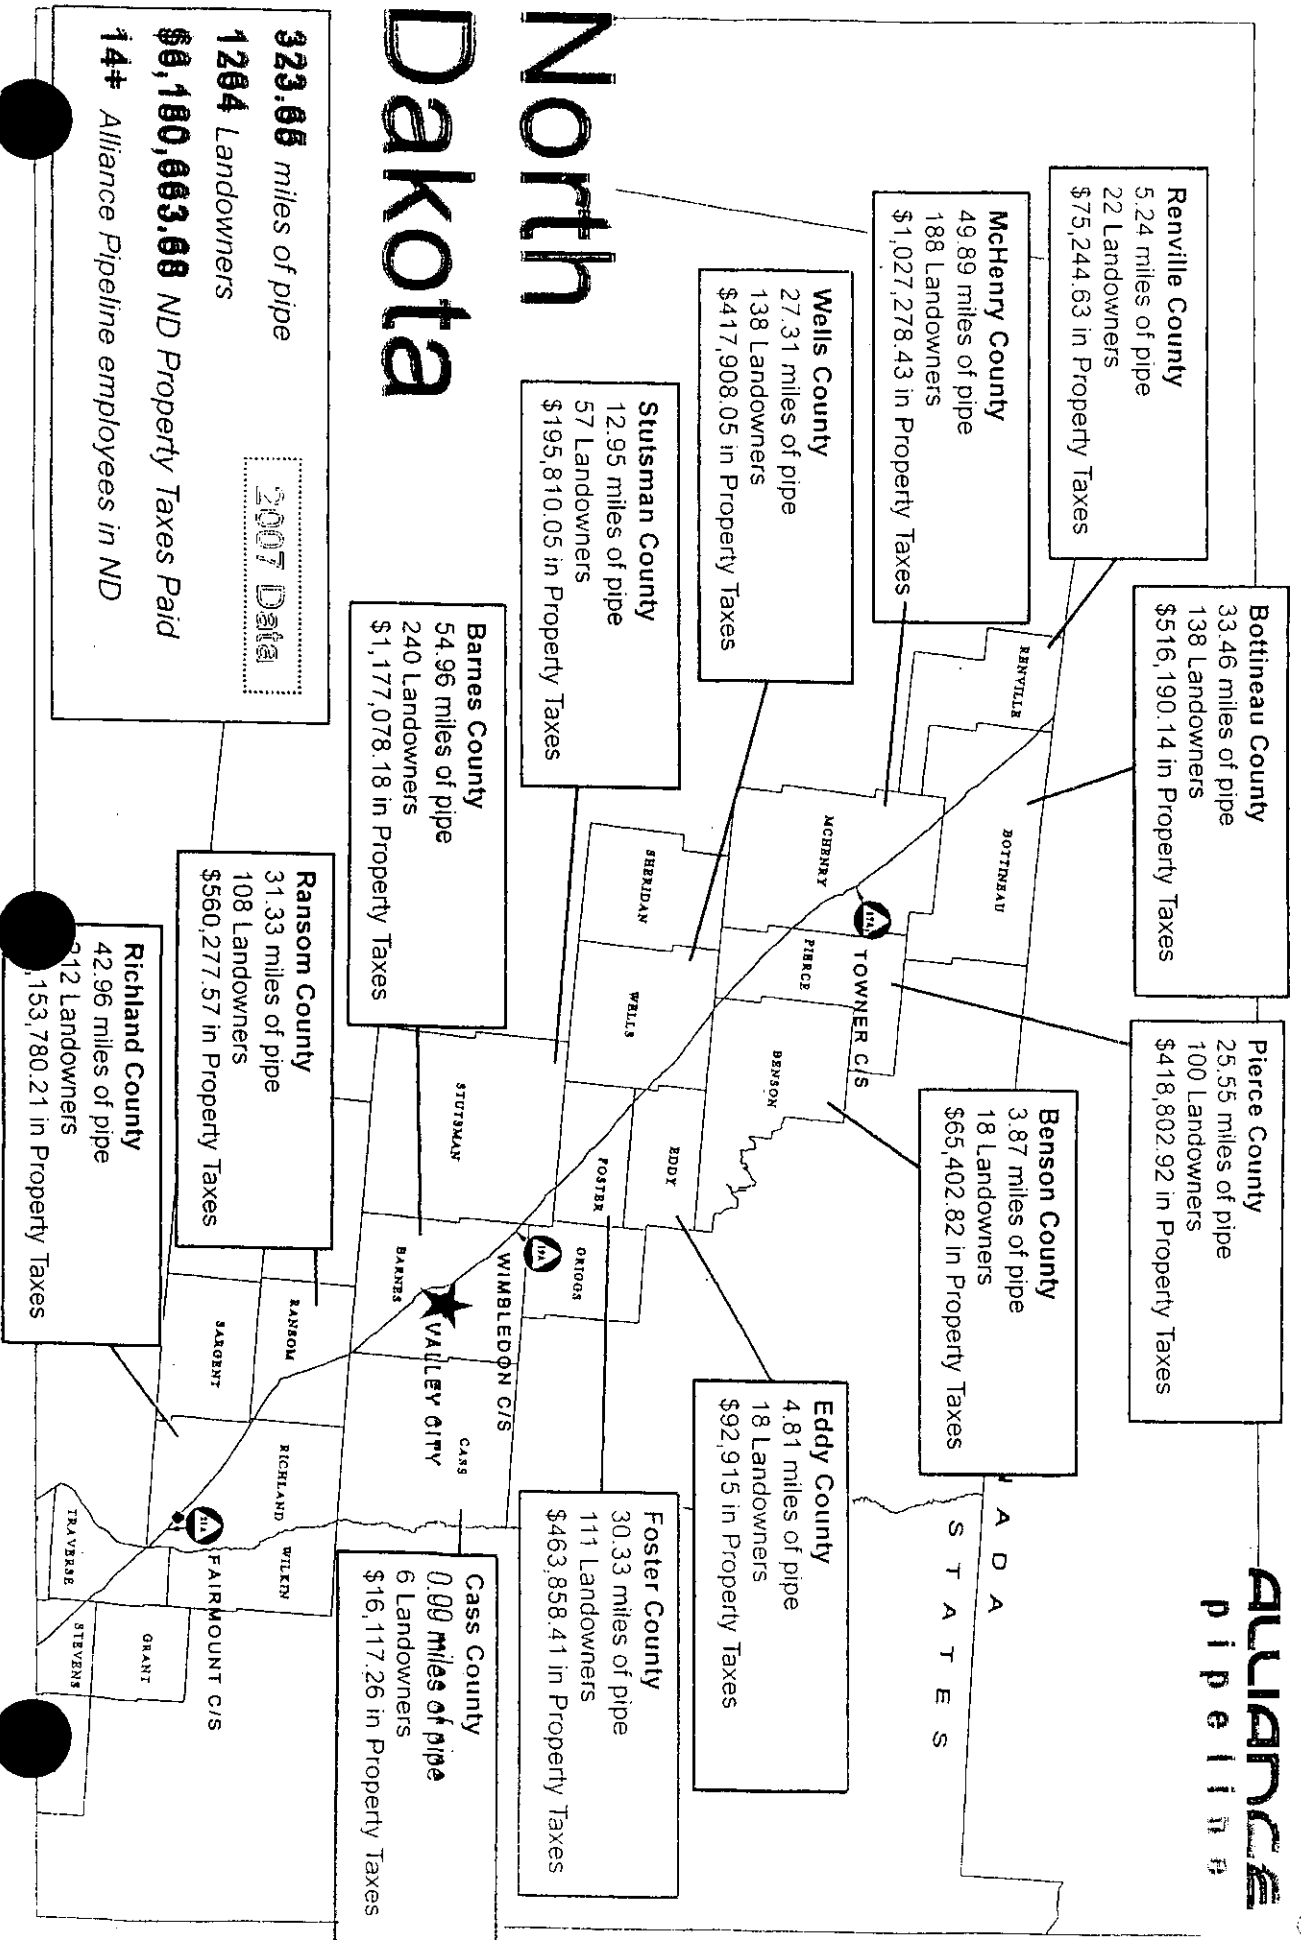 ALLIANCE
pipeline
North
Dakota
Renville County
5.24 miles of pipe
22 Landowners
$75,244.63 in Property Taxes
Bottineau County
33.46 miles of pipe
138 Landowners
$516,190.14 in Property Taxes
Pierce County
25.55 miles of pipe
100 Landowners
$418,802.92 in Property Taxes
McHenry County
49.89 miles of pipe
188 Landowners
$1,027,278.43 in Property Taxes
Benson County
3.87 miles of pipe
18 Landowners
$65,402.82 in Property Taxes
Wells County
27.31 miles of pipe
138 Landowners
$417,908.05 in Property Taxes
Eddy County
4.81 miles of pipe
18 Landowners
$92,915 in Property Taxes
Stutsman County
12.95 miles of pipe
57 Landowners
$195,810.05 in Property Taxes
Foster County
30.33 miles of pipe
111 Landowners
$463,858.41 in Property Taxes
Barnes County
54.96 miles of pipe
240 Landowners
$1,177,078.18 in Property Taxes
Cass County
0.00 miles of pipe
6 Landowners
$16,117.26 in Property Taxes
Ransom County
31.33 miles of pipe
108 Landowners
$560,277.57 in Property Taxes
Richland County
42.96 miles of pipe
212 Landowners
,153,780.21 in Property Taxes
ADA
STATES
RENVILLE
BOTTINEAU
MCHENRY
17A
TOWNER C/S
PIERCE
BENSON
SHERIDAN
WELLS
EDDY
FOSTER
GRIGGS
STUTSMAN
19A
WIMBLEDON C/S
BARNES
VALLEY CITY
CASS
RANSOM
SARGENT
RICHLAND
WILKIN
21A
FAIRMOUNT C/S
TRAVERSE
GRANT
STEVENS
2007 Data
miles of pipe
1264 Landowners
ND Property Taxes Paid
14+ Alliance Pipeline employees in ND